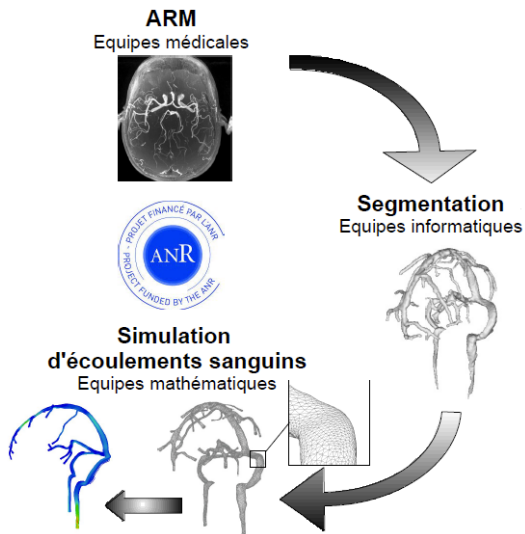 ARM
Equipes médicales
PROJET FINANCÉ PAR L'ANR
ANR
PROJECT FUNDED BY THE ANR
Segmentation
Equipes informatiques
Simulation
d'écoulements sanguins
Equipes mathématiques